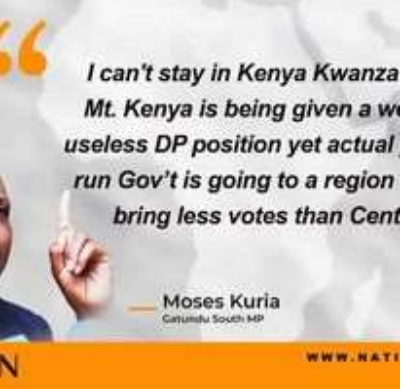 “
I can't stay in Kenya Kwanza
Mt. Kenya is being given a
useless DP position yet actual
run Gov't is going to a region
bring less votes than Cent
Moses Kuria
Gatundu South MP
N
WWW.NATI